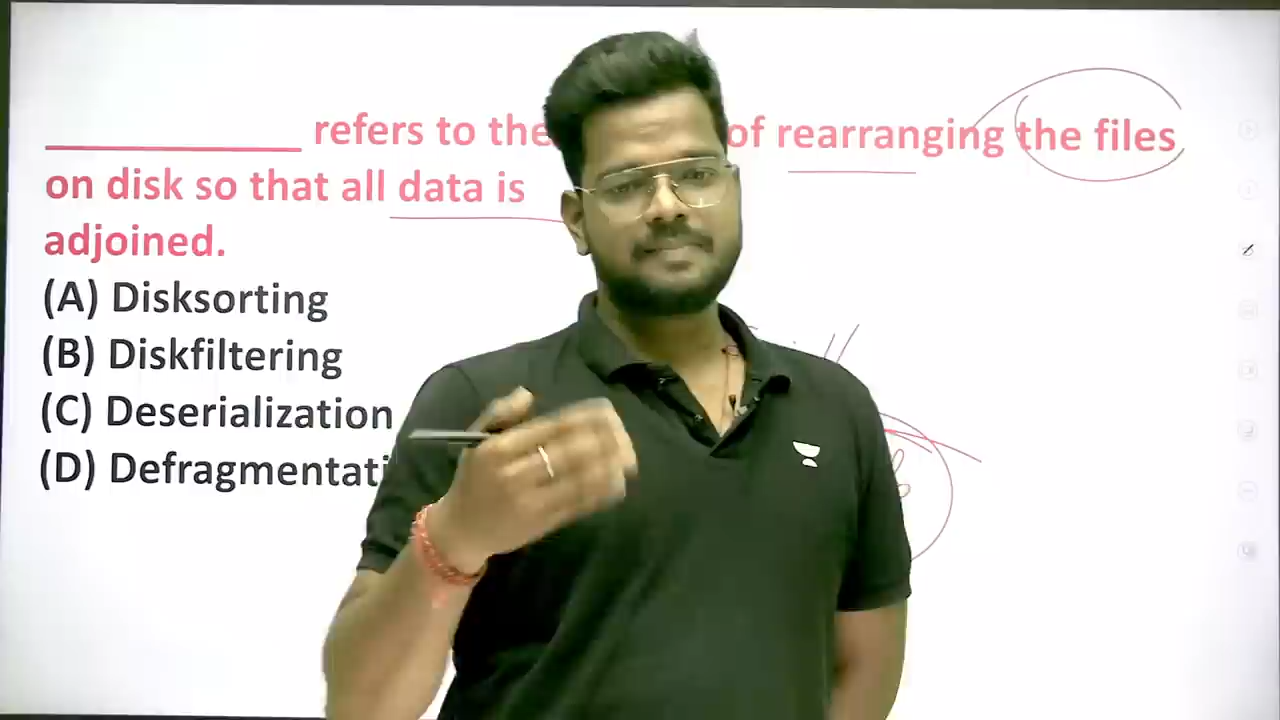 ____________ refers to the of rearranging the files
on disk so that all data is
adjoined.
(A) Disksorting
(B) Diskfiltering
(C) Deserialization
(D) Defragmentati